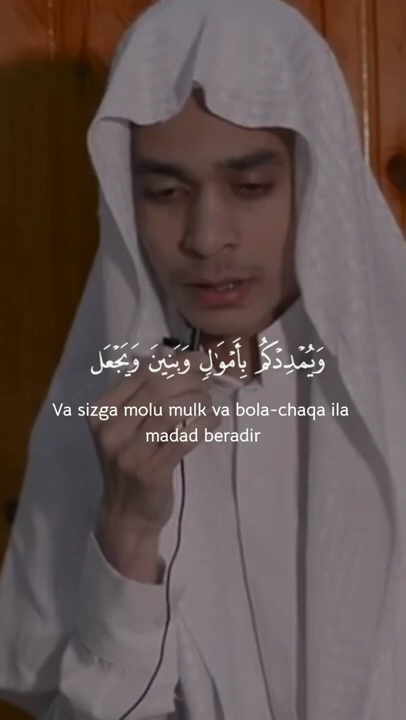 وَيُمۡدِدۡكُم بِأَمۡوَٰلٖ وَبَنِينَ وَيَجۡعَل
Va sizga molu mulk va bola-chaqa ila
madad beradir